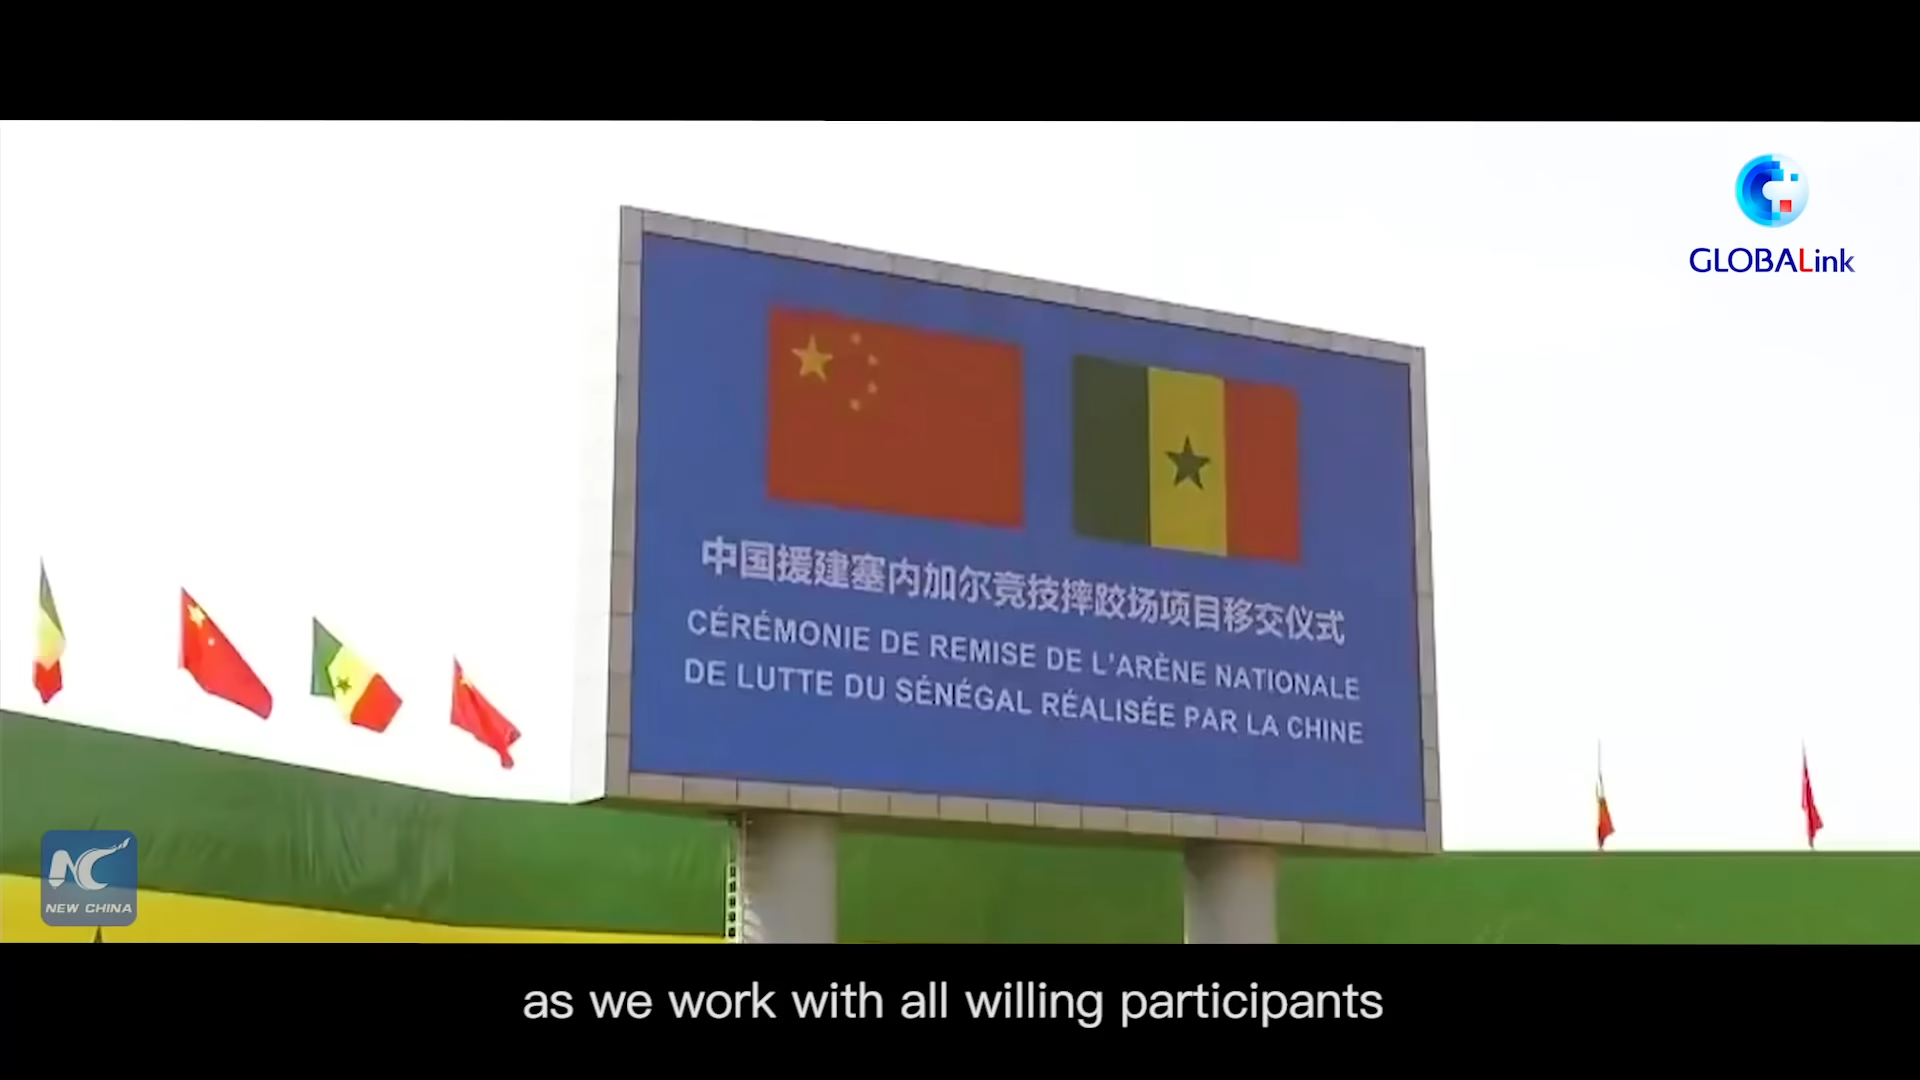 GLOBALink
中国援建塞内加尔竞技摔跤场项目移交仪式
CÉRÉMONIE DE REMISE DE L'ARÈNE NATIONALE
DE LUTTE DU SÉNÉGAL RÉALISÉE PAR LA CHINE
NC
NEW CHINA
as we work with all willing participants